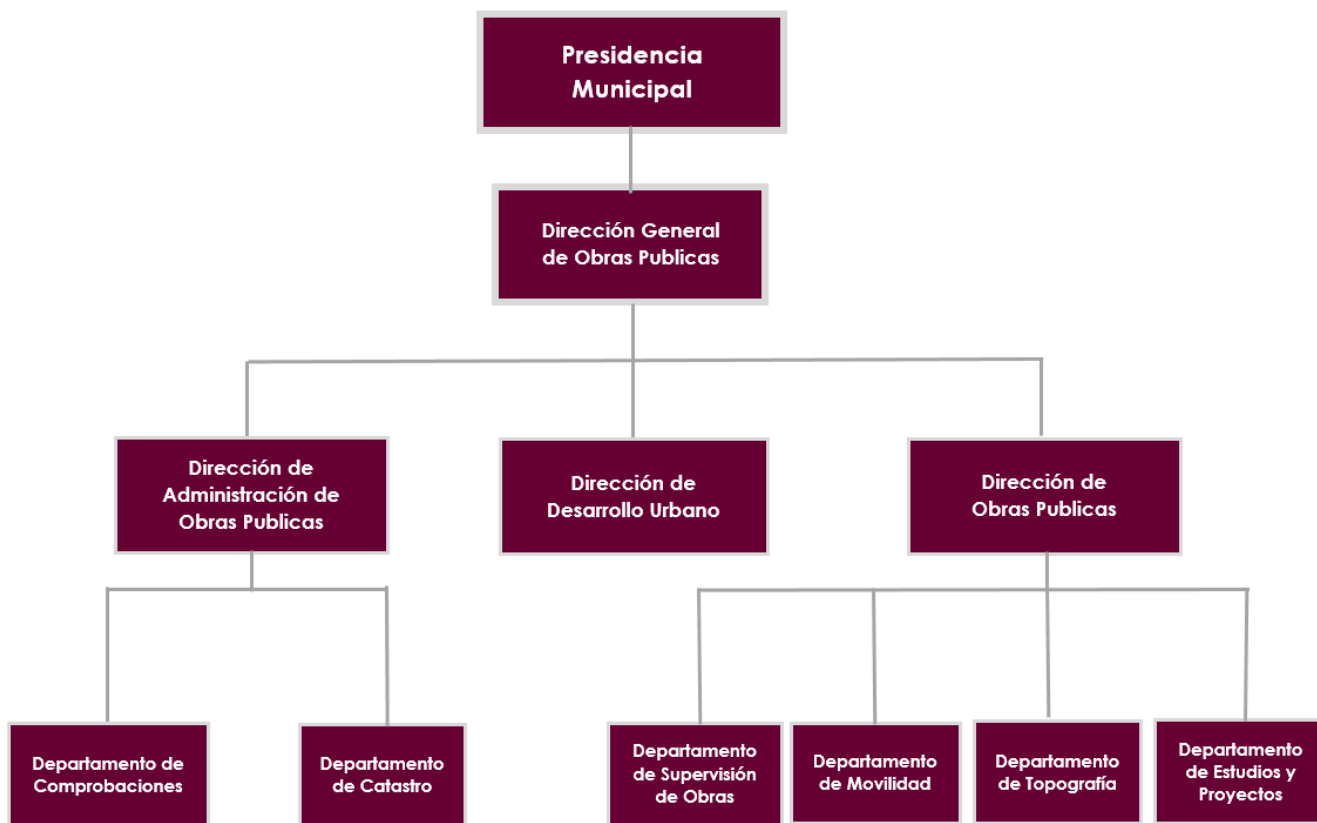 Presidencia
Municipal
Dirección General
de Obras Publicas
Dirección de
Administración de
Obras Publicas
Dirección de
Desarrollo Urbano
Dirección de
Obras Publicas
Departamento de
Comprobaciones
Departamento
de Catastro
Departamento
de Supervisión
de Obras
Departamento
de Movilidad
Departamento
de Topografía
Departamento
de Estudios y
Proyectos